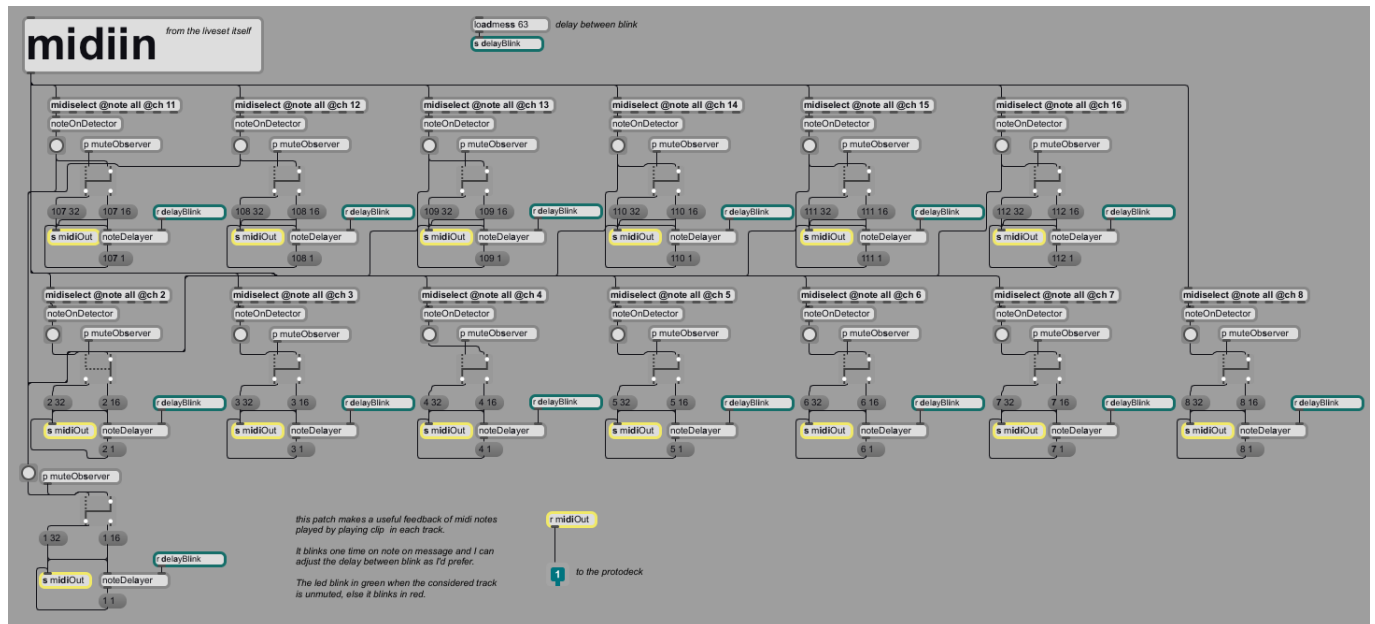 midiin
from the liveset itself
loadmess 63
delay between blink
s delayBlink
midiselect @note all @ch 11
midiselect @note all @ch 12
midiselect @note all @ch 13
midiselect @note all @ch 14
midiselect @note all @ch 15
midiselect @note all @ch 16
noteOnDetector
noteOnDetector
noteOnDetector
noteOnDetector
noteOnDetector
noteOnDetector
p muteObserver
p muteObserver
p muteObserver
p muteObserver
p muteObserver
p muteObserver
107 32
107 16
r delayBlink
108 32
108 16
r delayBlink
109 32
109 16
r delayBlink
110 32
110 16
r delayBlink
111 32
111 16
r delayBlink
112 32
112 16
r delayBlink
s midiOut
noteDelayer
s midiOut
noteDelayer
s midiOut
noteDelayer
s midiOut
noteDelayer
s midiOut
noteDelayer
s midiOut
noteDelayer
107 1
108 1
109 1
110 1
111 1
112 1
midiselect @note all @ch 2
midiselect @note all @ch 3
midiselect @note all @ch 4
midiselect @note all @ch 5
midiselect @note all @ch 6
midiselect @note all @ch 7
midiselect @note all @ch 8
noteOnDetector
noteOnDetector
noteOnDetector
noteOnDetector
noteOnDetector
noteOnDetector
noteOnDetector
p muteObserver
p muteObserver
p muteObserver
p muteObserver
p muteObserver
p muteObserver
p muteObserver
2 32
2 16
r delayBlink
3 32
3 16
r delayBlink
4 32
4 16
r delayBlink
5 32
5 16
r delayBlink
6 32
6 16
r delayBlink
7 32
7 16
r delayBlink
8 32
8 16
r delayBlink
s midiOut
noteDelayer
s midiOut
noteDelayer
s midiOut
noteDelayer
s midiOut
noteDelayer
s midiOut
noteDelayer
s midiOut
noteDelayer
s midiOut
noteDelayer
2 1
3 1
4 1
5 1
6 1
7 1
8 1
p muteObserver
1 32
1 16
r delayBlink
s midiOut
noteDelayer
1 1
this patch makes a useful feedback of midi notes
played by playing clip in each track.
It blinks one time on note on message and I can
adjust the delay between blink as I'd prefer.
The led blink in green when the considered track
is unmuted, else it blinks in red.
r midiOut
1
to the protodeck